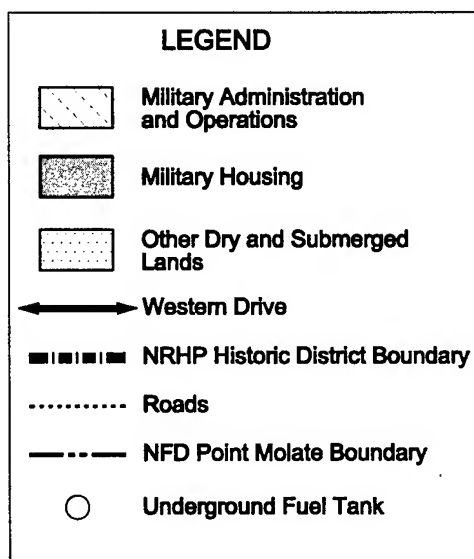 LEGEND
Military Administration
and Operations
Military Housing
Other Dry and Submerged
Lands
Western Drive
NRHP Historic District Boundary
Roads
NFD Point Molate Boundary
Underground Fuel Tank